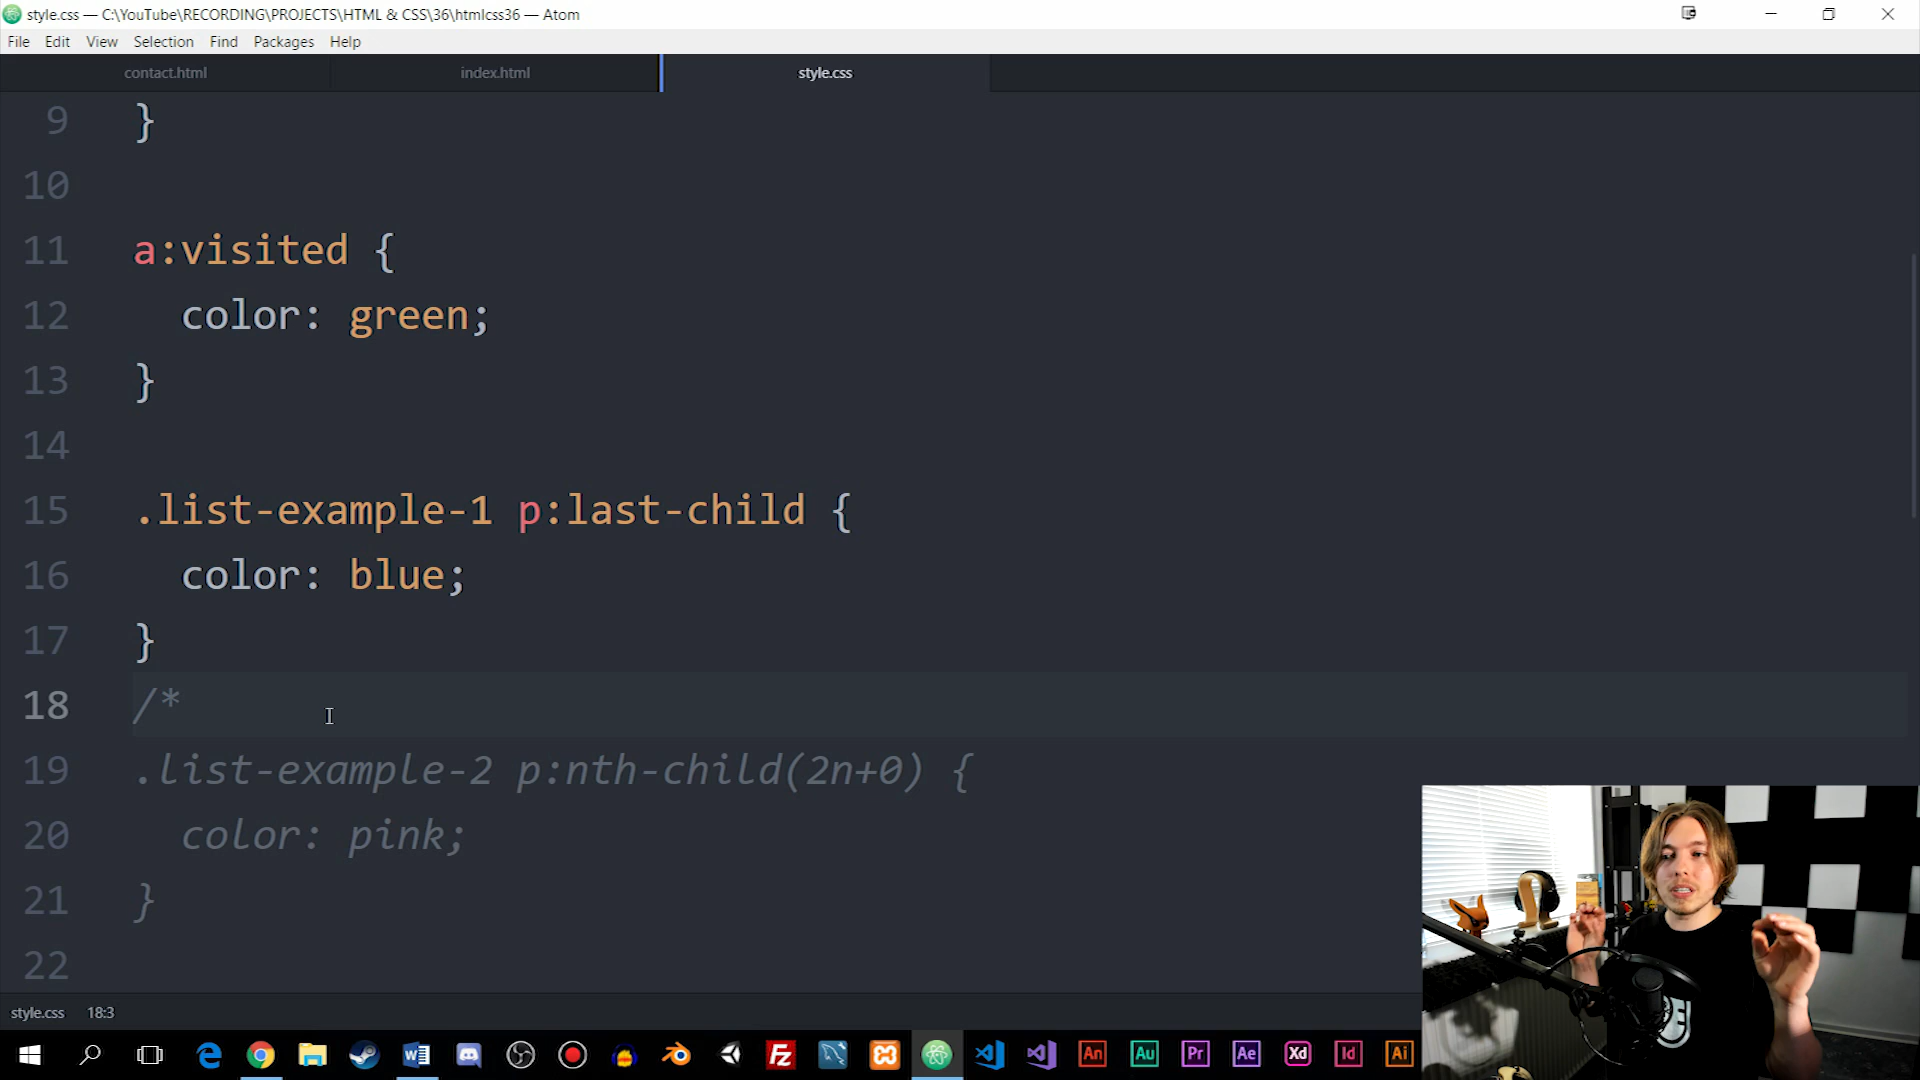 style.css — C:\YouTube\RECORDING\PROJECTS\HTML & CSS\36\htmlcss36 — Atom
File Edit View Selection Find Packages Help
contact.html index.html style.css
9 }
10
11 a:visited {
12 color: green;
13 }
14
15 .list-example-1 p:last-child {
16 color: blue;
17 }
18 /*
19 .list-example-2 p:nth-child(2n+0) {
20 color: pink;
21 }
22
style.css 18:3
Fz An Au Pr Ae Xd Id Ai